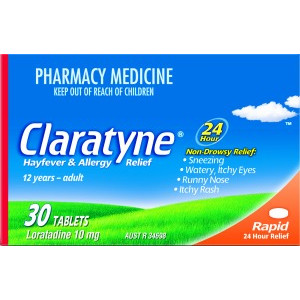 PHARMACY MEDICINE
KEEP OUT OF REACH OF CHILDREN
Claratyne®
Hayfever & Allergy Relief
12 years – adult
24
Hour
Non-Drowsy Relief:
• Sneezing
• Watery, Itchy Eyes
• Runny Nose
• Itchy Rash
TM
30 TABLETS
Loratadine 10 mg
AUST R 34698
Rapid
24 Hour Relief